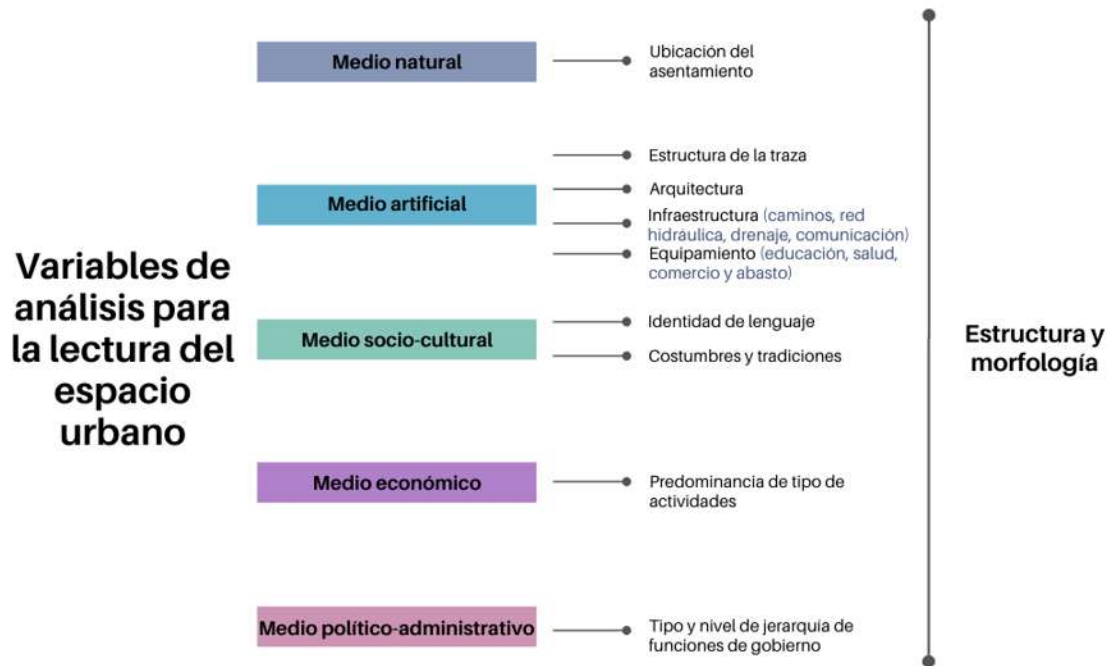 Variables de
análisis para
la lectura del
espacio
urbano
Medio natural
Ubicación del
asentamiento
Medio artificial
Estructura de la traza
Arquitectura
Infraestructura (caminos, red
hidráulica, drenaje, comunicación)
Equipamiento (educación, salud,
comercio y abasto)
Medio socio-cultural
Identidad de lenguaje
Costumbres y tradiciones
Medio económico
Predominancia de tipo de
actividades
Medio político-administrativo
Tipo y nivel de jerarquía de
funciones de gobierno
Estructura y
morfología